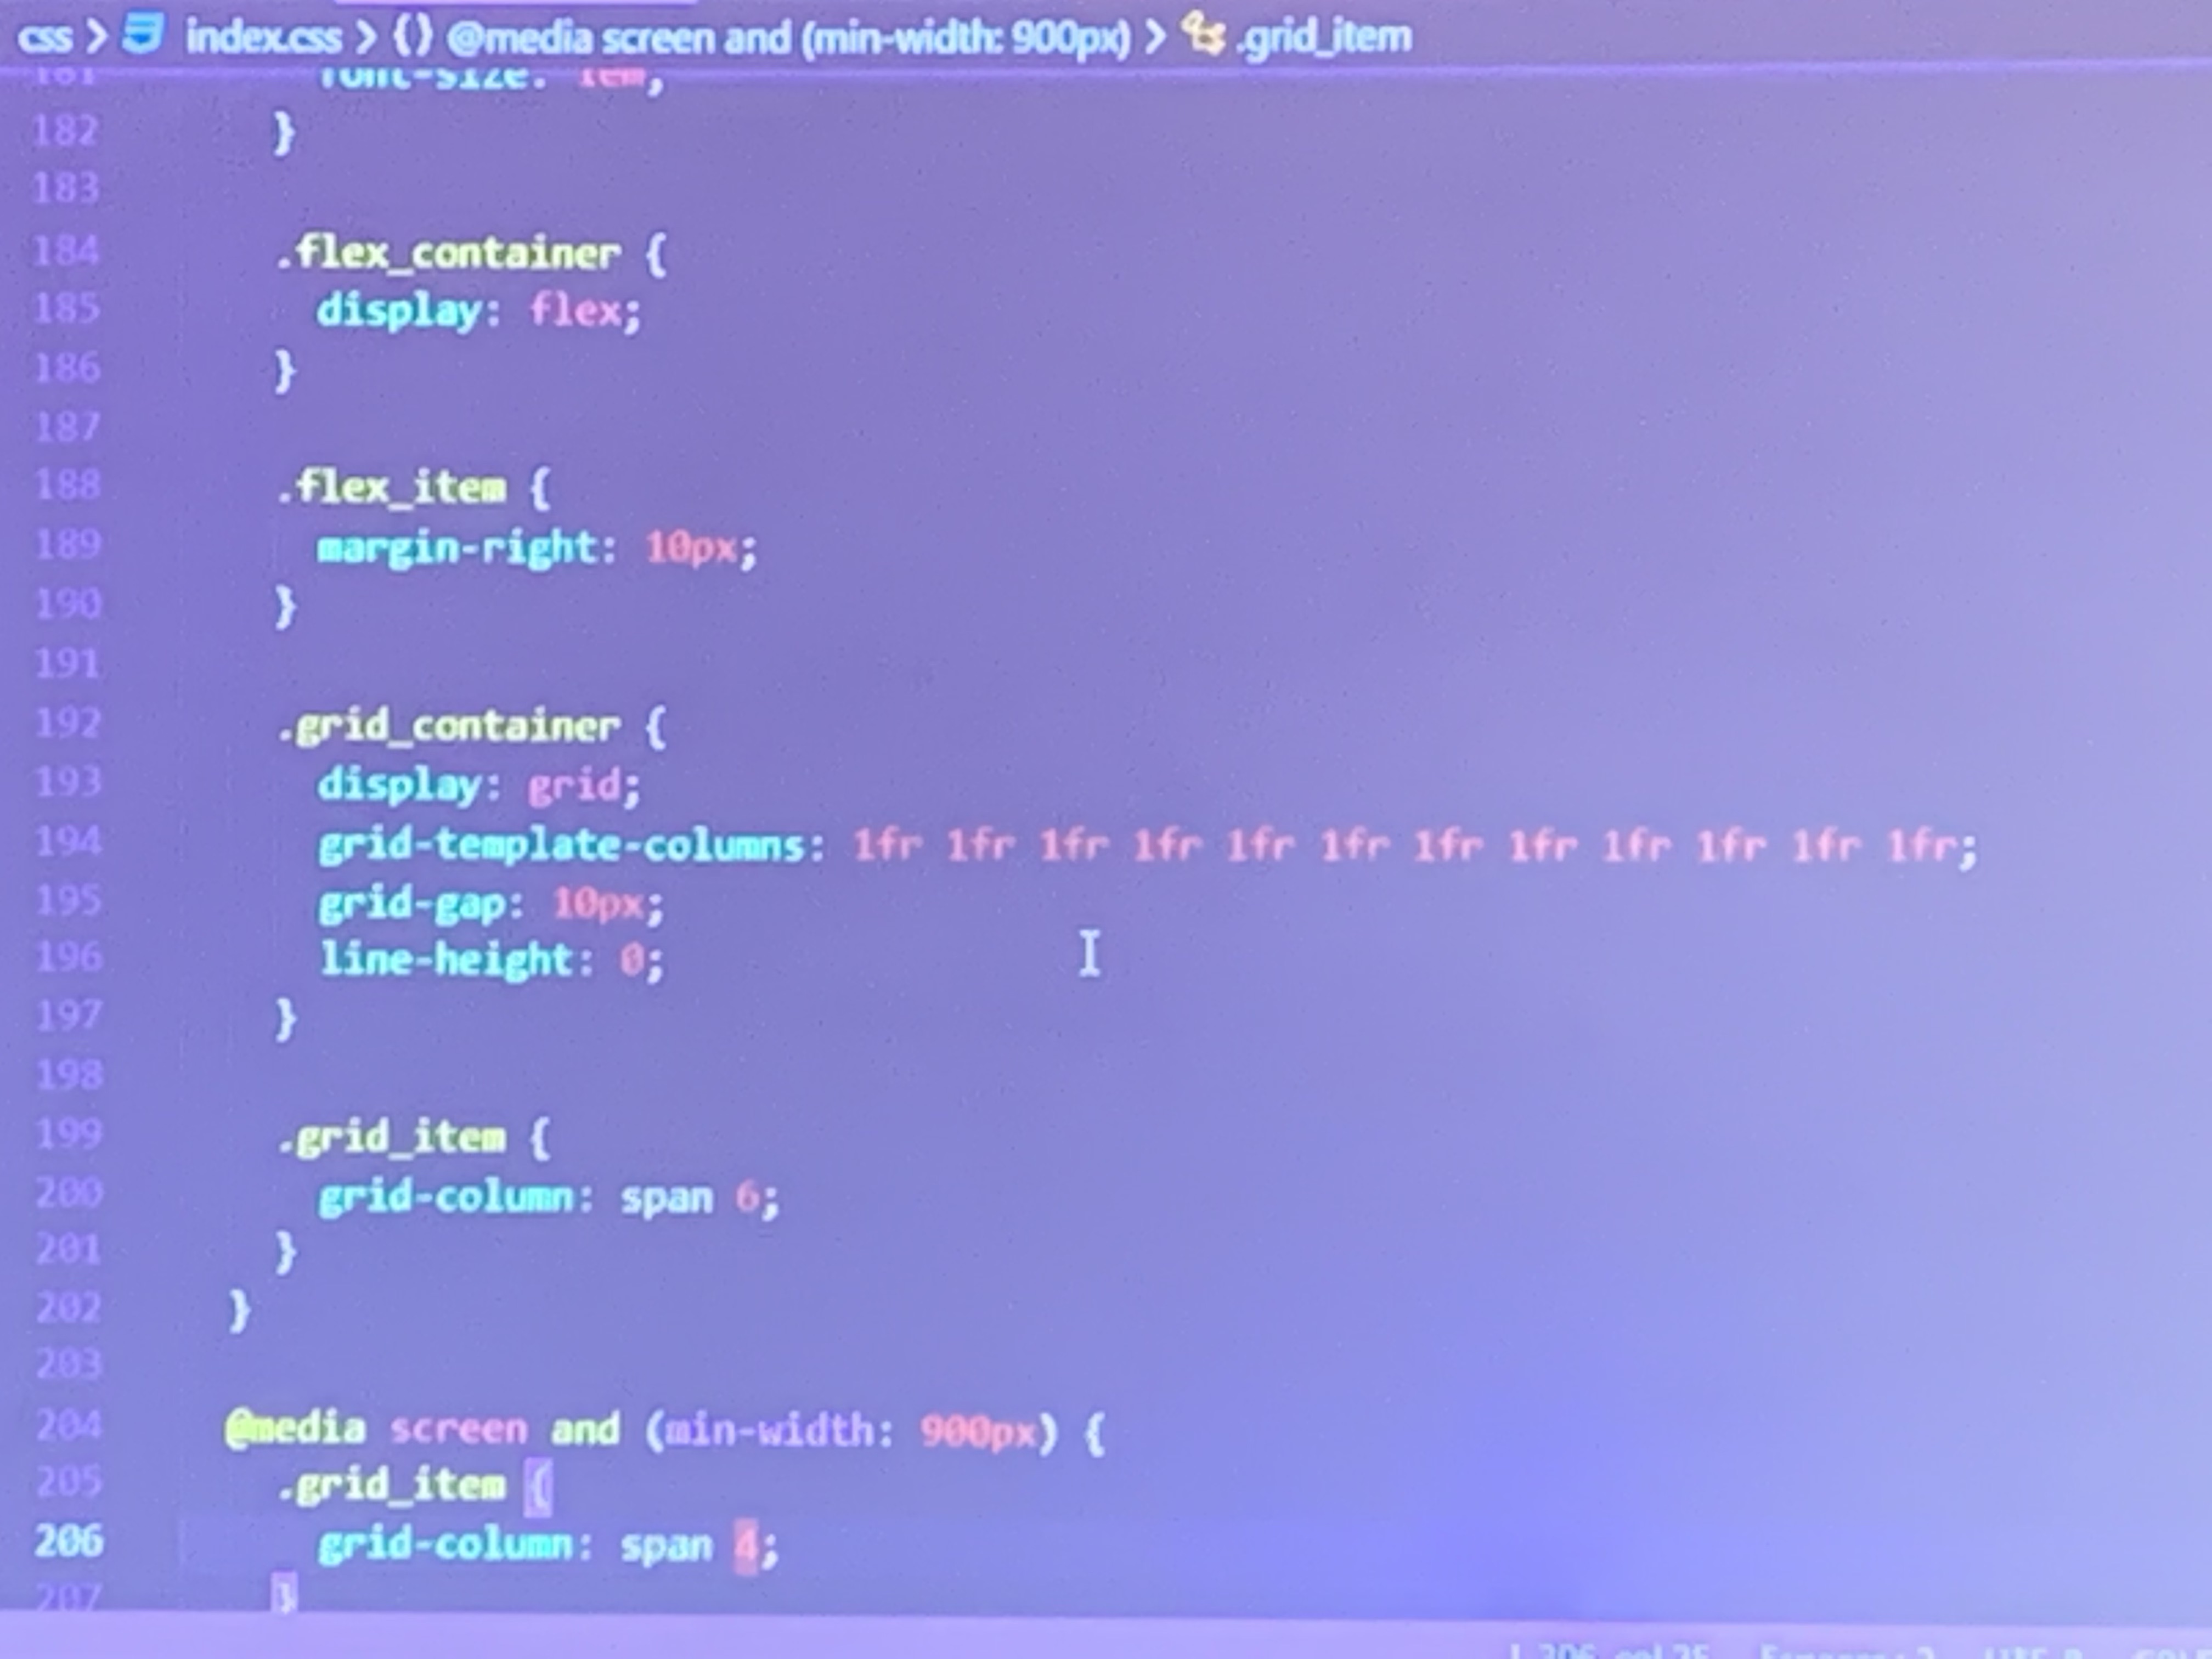 css > index.css > {} @media screen and (min-width: 900px) > .grid_item
181 font-size: 1em;
182 }
183
184 .flex_container {
185 display: flex;
186 }
187
188 .flex_item {
189 margin-right: 10px;
190 }
191
192 .grid_container {
193 display: grid;
194 grid-template-columns: 1fr 1fr 1fr 1fr 1fr 1fr 1fr 1fr 1fr 1fr 1fr 1fr;
195 grid-gap: 10px;
196 line-height: 0;
197 }
198
199 .grid_item {
200 grid-column: span 6;
201 }
202 }
203
204 @media screen and (min-width: 900px) {
205 .grid_item {
206 grid-column: span 4;
207 }